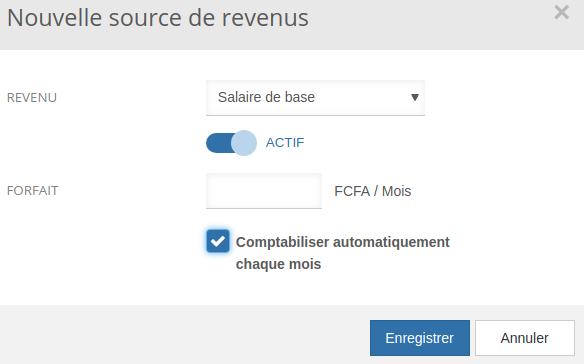 Nouvelle source de revenus
REVENU
Salaire de base
ACTIF
FORFAIT
FCFA / Mois
Comptabiliser automatiquement
chaque mois
Enregistrer
Annuler